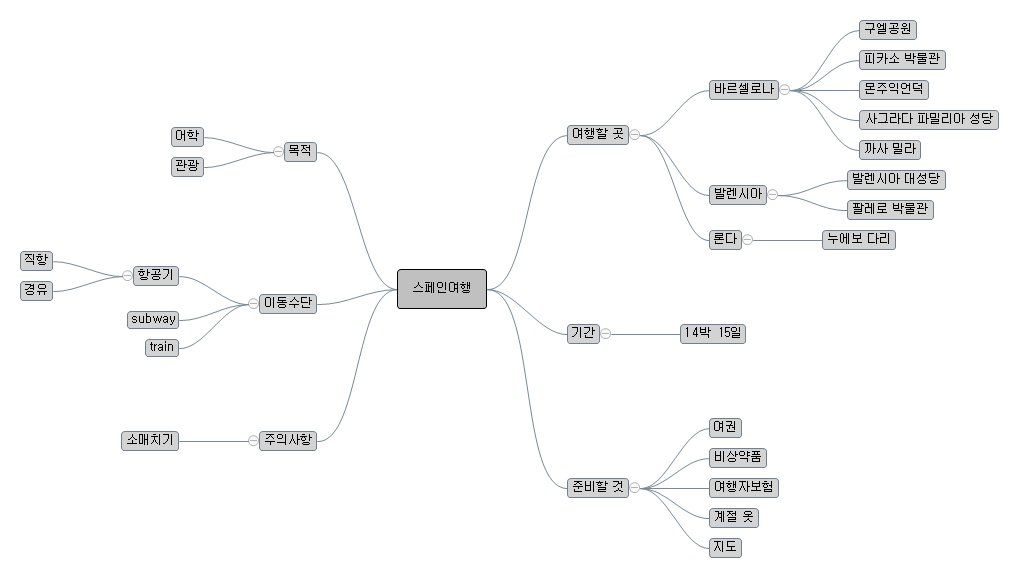 스페인여행
목적
어학
관광
이동수단
항공기
직항
경유
subway
train
주의사항
소매치기
여행할 곳
바르셀로나
구엘공원
피카소 박물관
몬주익언덕
사그라다 파밀리아 성당
까사 밀라
발렌시아
발렌시아 대성당
팔레로 박물관
론다
누에보 다리
기간
14박 15일
준비할 것
여권
비상약품
여행자보험
계절 옷
지도